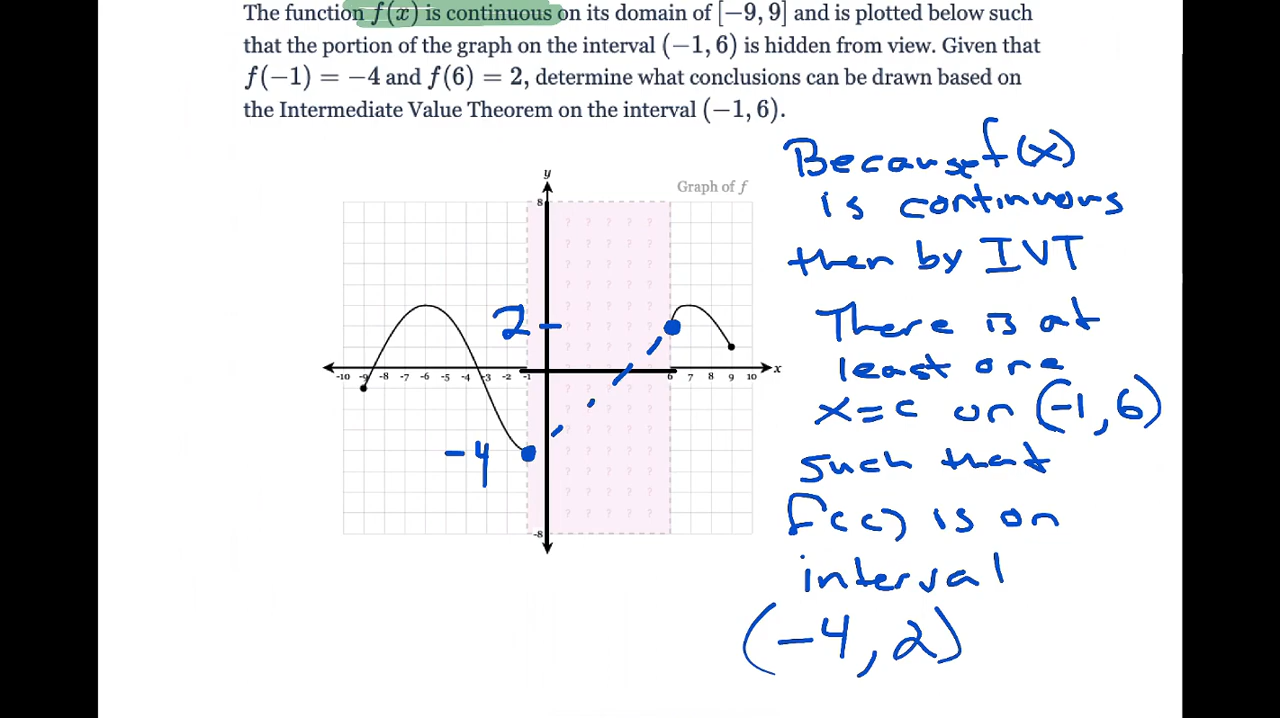 The function f(x) is continuous on its domain of [−9, 9] and is plotted below such
that the portion of the graph on the interval (−1, 6) is hidden from view. Given that
f(−1) = −4 and f(6) = 2, determine what conclusions can be drawn based on
the Intermediate Value Theorem on the interval (−1, 6).
y
Graph of f
8
? ? ? ? ?
? ? ? ? ?
? ? ? ? ?
? ? ? ? ?
? ? ? ? ?
2
-10 -9 -8 -7 -6 -5 -4 -3 -2 -1 6 7 8 9 10 x
-4
-8
Because f(x)
is continuous
then by IVT
There is at
least one
x=c on (-1,6)
such that
f(c) is on
interval
(-4,2)